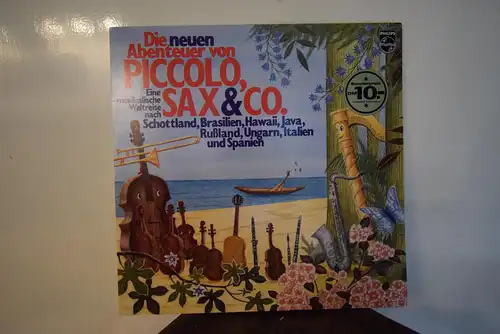 Die neuen
Abenteuer von
PICCOLO,
SAX & CO.
Eine
musikalische
Weltreise
nach
Schottland, Brasilien, Hawaii, Java,
Rußland, Ungarn, Italien
und Spanien
PHILIPS
DM 10.-